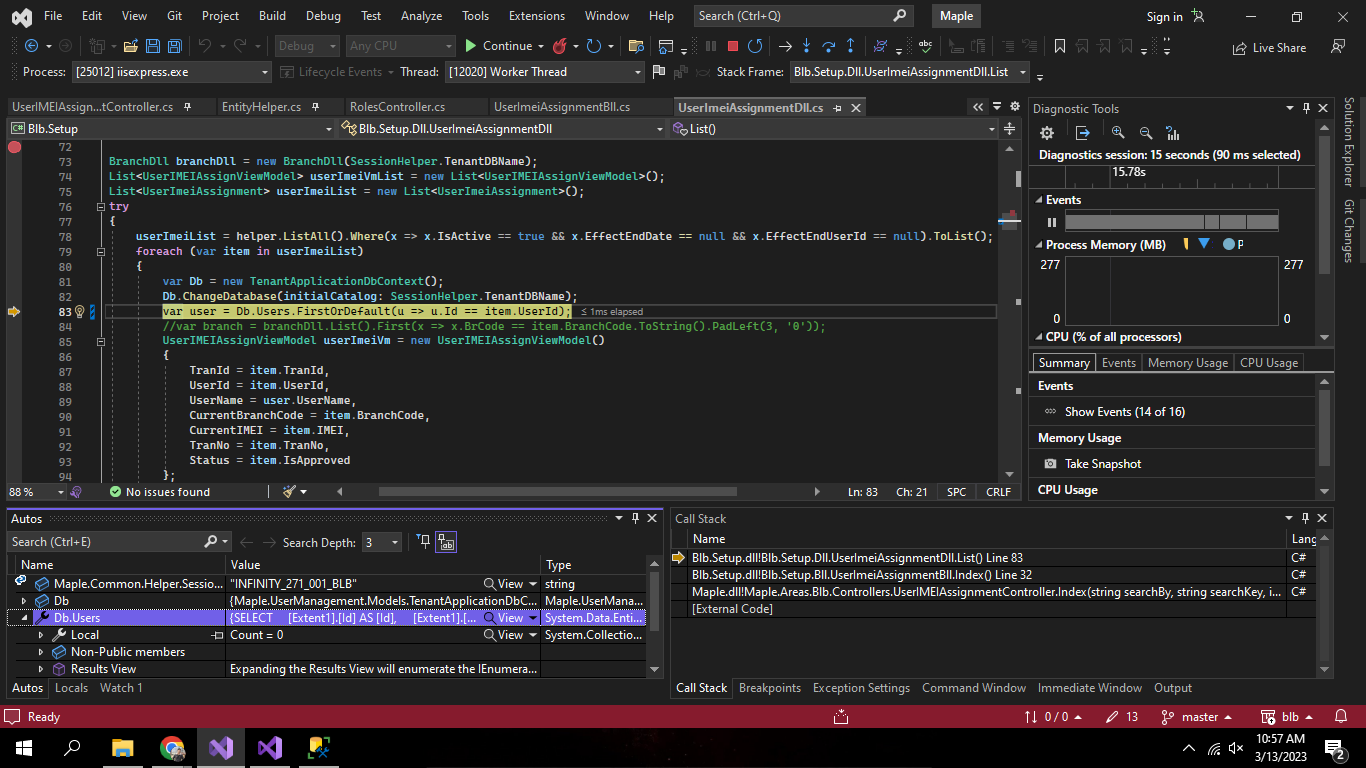 File Edit View Git Project Build Debug Test Analyze Tools Extensions Window Help Search (Ctrl+Q) Maple Sign in
Debug Any CPU Continue Live Share
Process: [25012] iisexpress.exe Lifecycle Events Thread: [12020] Worker Thread Stack Frame: Blb.Setup.Dll.UserImeiAssignmentDll.List
UserIMEIAssign...tController.cs EntityHelper.cs RolesController.cs UserImeiAssignmentBll.cs UserImeiAssignmentDll.cs
Blb.Setup Blb.Setup.Dll.UserImeiAssignmentDll List()
72
73 BranchDll branchDll = new BranchDll(SessionHelper.TenantDBName);
74 List<UserIMEIAssignViewModel> userImeiVmList = new List<UserIMEIAssignViewModel>();
75 List<UserImeiAssignment> userImeiList = new List<UserImeiAssignment>();
76 try
77 {
78 userImeiList = helper.ListAll().Where(x => x.IsActive == true && x.EffectEndDate == null && x.EffectEndUserId == null).ToList();
79 foreach (var item in userImeiList)
80 {
81 var Db = new TenantApplicationDbContext();
82 Db.ChangeDatabase(initialCatalog: SessionHelper.TenantDBName);
83 var user = Db.Users.FirstOrDefault(u => u.Id == item.UserId); ≤ 1ms elapsed
84 //var branch = branchDll.List().First(x => x.BrCode == item.BranchCode.ToString().PadLeft(3, '0'));
85 UserIMEIAssignViewModel userImeiVm = new UserIMEIAssignViewModel()
86 {
87 TranId = item.TranId,
88 UserId = item.UserId,
89 UserName = user.UserName,
90 CurrentBranchCode = item.BranchCode,
91 CurrentIMEI = item.IMEI,
92 TranNo = item.TranNo,
93 Status = item.IsApproved
94 };
88 % No issues found Ln: 83 Ch: 21 SPC CRLF
Diagnostic Tools
Diagnostics session: 15 seconds (90 ms selected)
15.78s
Events
Process Memory (MB) P
277 277
0 0
CPU (% of all processors)
Summary Events Memory Usage CPU Usage
Events
Show Events (14 of 16)
Memory Usage
Take Snapshot
CPU Usage
Solution Explorer
Git Changes
Autos
Search (Ctrl+E) Search Depth: 3
Name Value Type
Maple.Common.Helper.Sessio... "INFINITY_271_001_BLB" View string
Db {Maple.UserManagement.Models.TenantApplicationDbC... Maple.UserMana...
Db.Users {SELECT [Extent1].[Id] AS [Id], [Extent1].[... View System.Data.Enti...
Local Count = 0 View System.Collectio...
Non-Public members
Results View Expanding the Results View will enumerate the IEnumera...
Autos Locals Watch 1
Call Stack
Name Lang
Blb.Setup.dll!Blb.Setup.Dll.UserImeiAssignmentDll.List() Line 83 C#
Blb.Setup.dll!Blb.Setup.Bll.UserImeiAssignmentBll.Index() Line 32 C#
Maple.dll!Maple.Areas.Blb.Controllers.UserIMEIAssignmentController.Index(string searchBy, string searchKey, i... C#
[External Code]
Call Stack Breakpoints Exception Settings Command Window Immediate Window Output
Ready 0 / 0 13 master blb
10:57 AM
3/13/2023
2